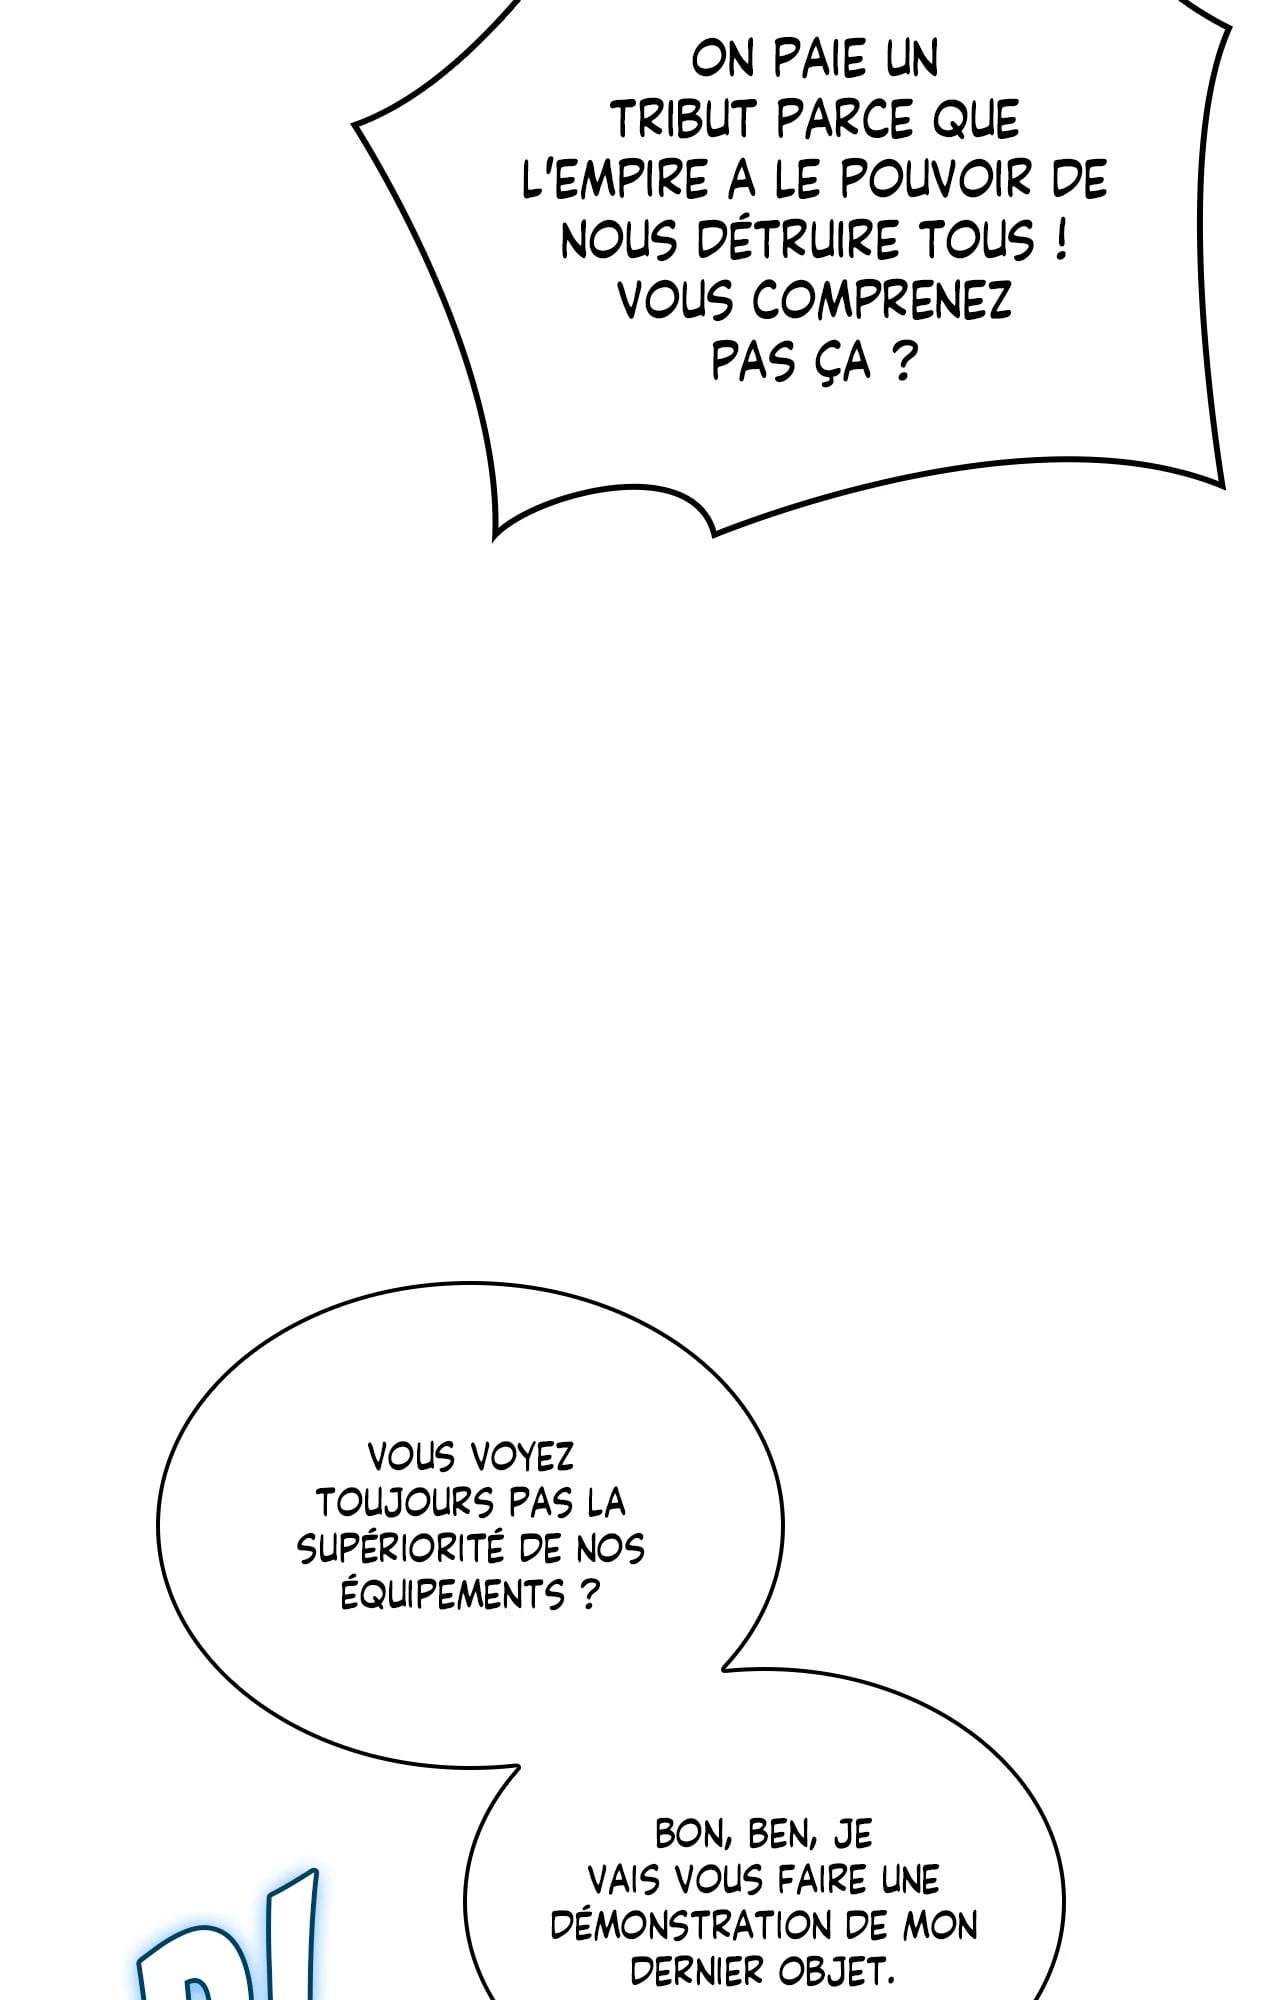 ON PAIE UN
TRIBUT PARCE QUE
L'EMPIRE A LE POUVOIR DE
NOUS DÉTRUIRE TOUS !
VOUS COMPRENEZ
PAS ÇA ?
VOUS VOYEZ
TOUJOURS PAS LA
SUPÉRIORITÉ DE NOS
ÉQUIPEMENTS ?
BON, BEN, JE
VAIS VOUS FAIRE UNE
DÉMONSTRATION DE MON
DERNIER OBJET.